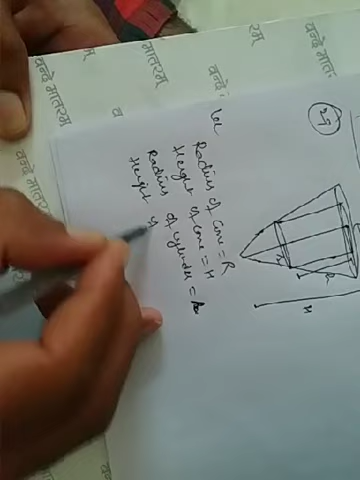 29
Let
Radius of Cone = R
Height of cone = H
Radius of cylinder =
Height of
H
R
वन्दे मातरम्
वन्दे मातरम्
वन्दे मातरम्
वन्दे मातरम्